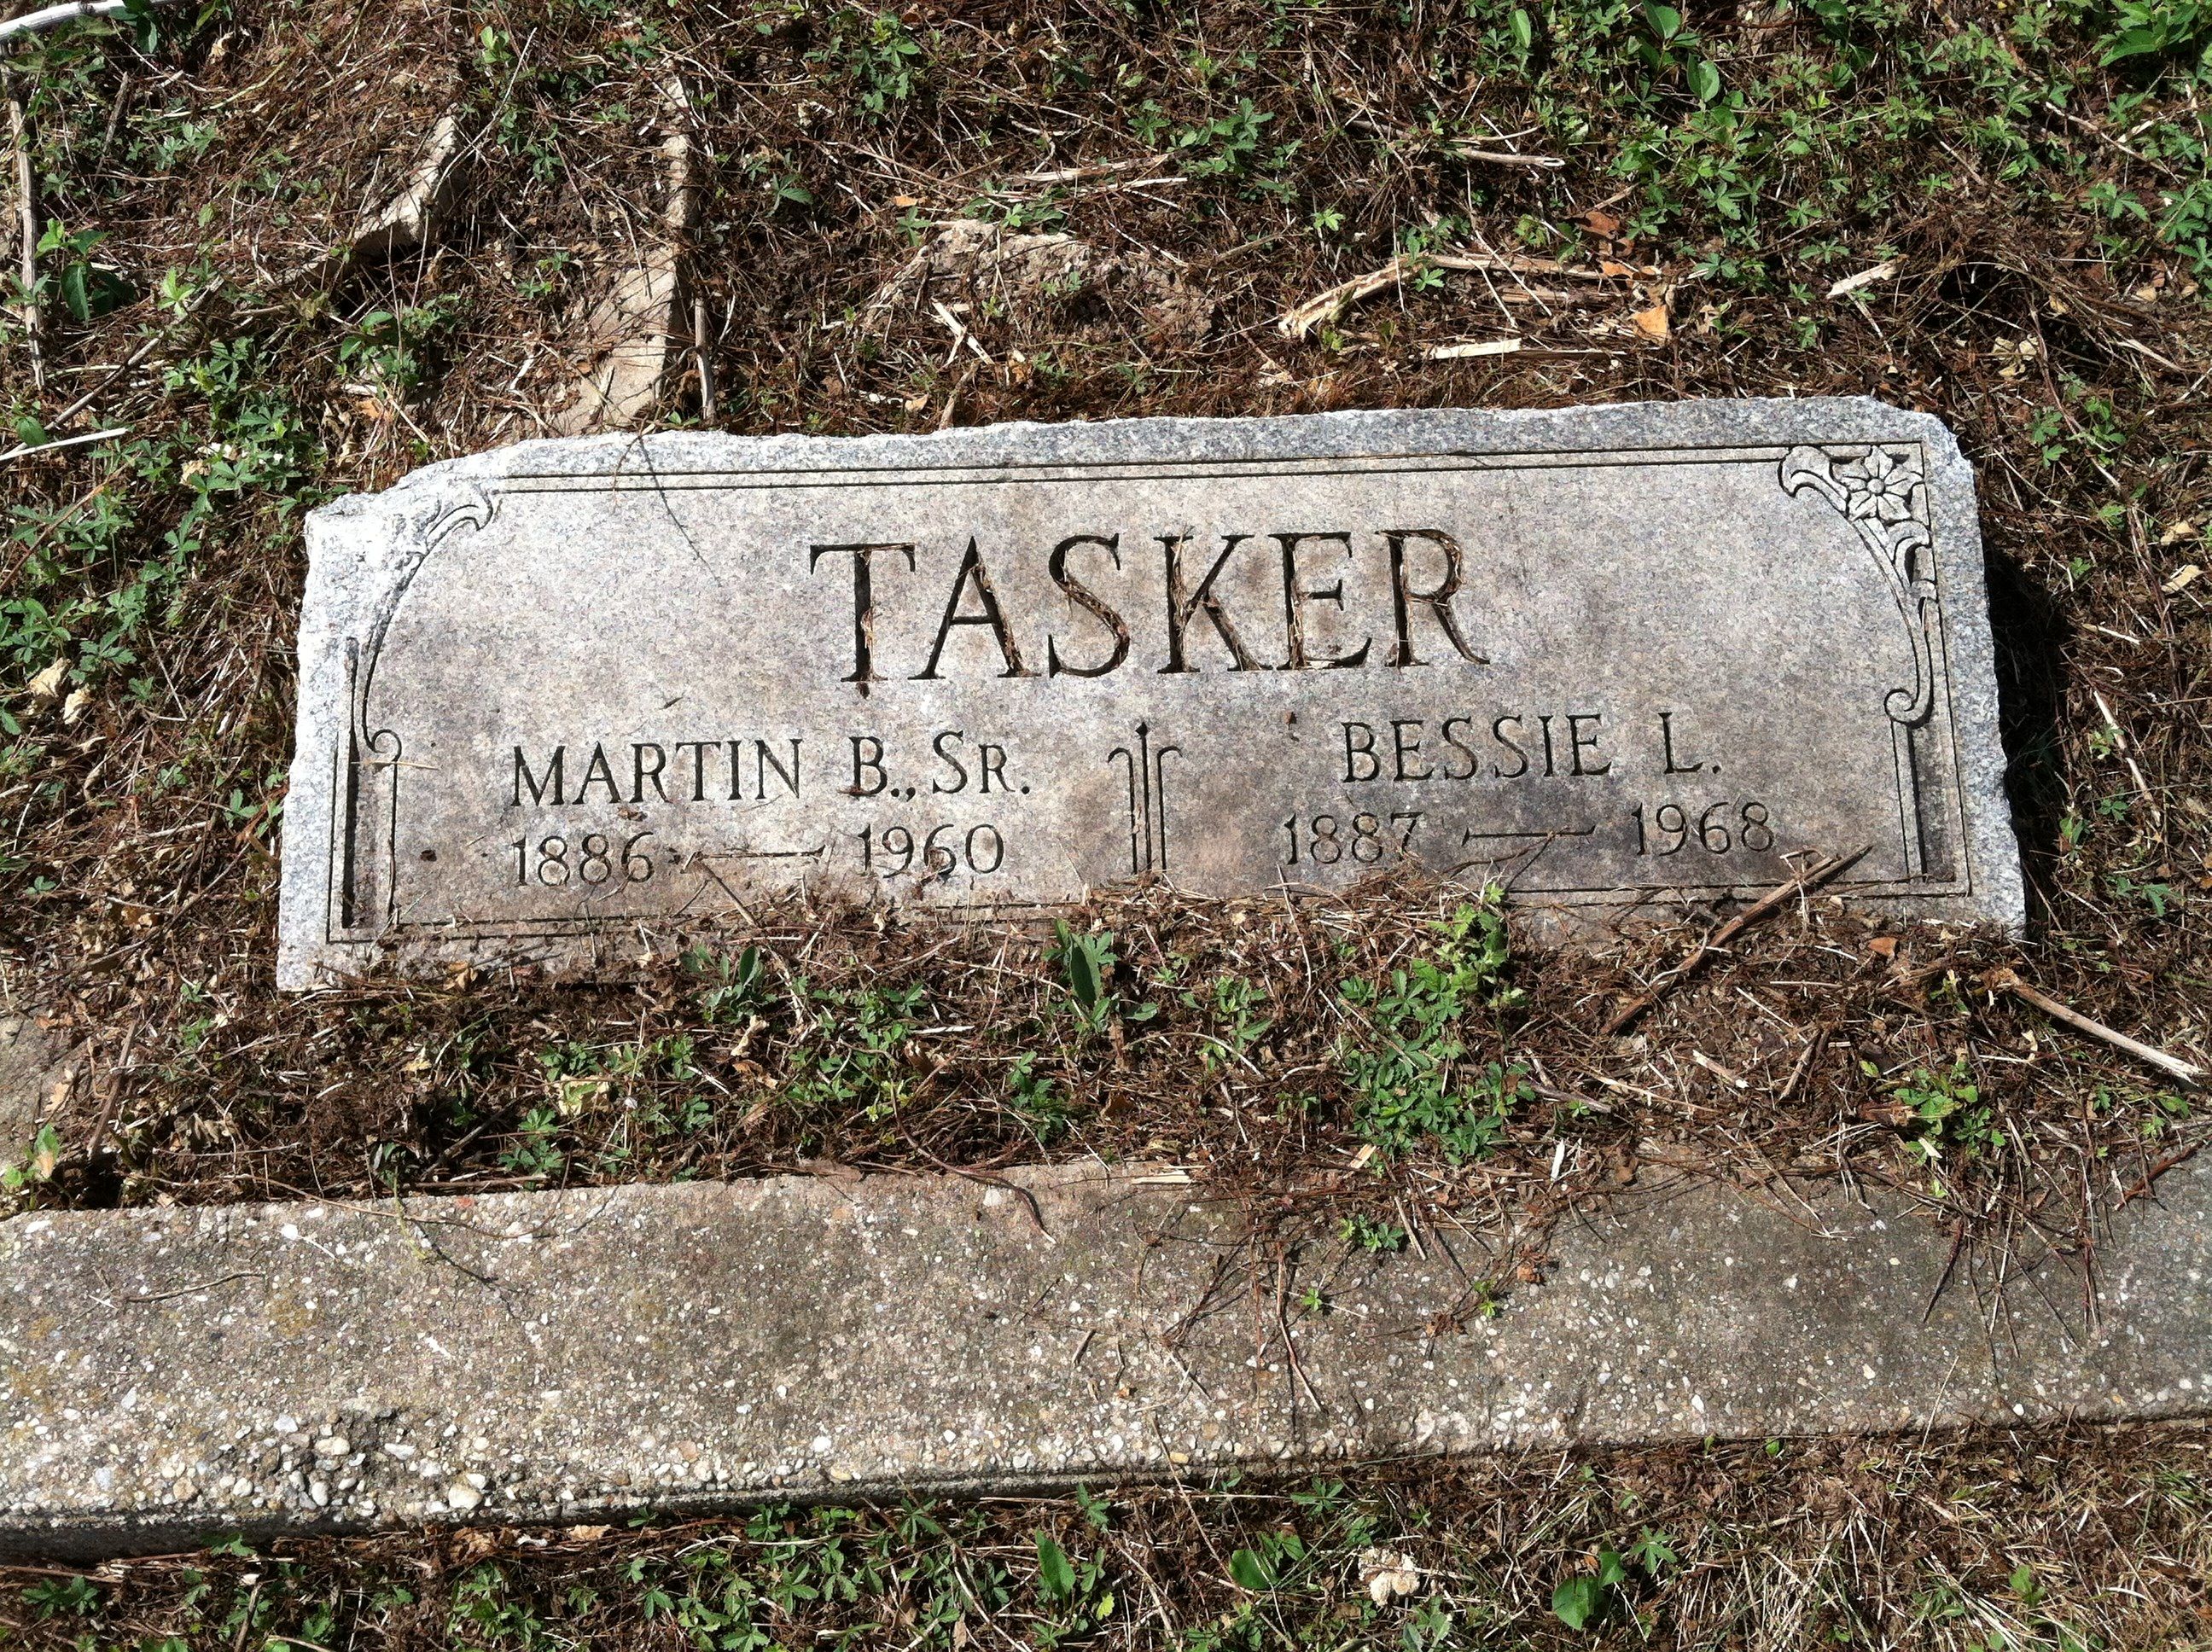 TASKER
MARTIN B., SR. BESSIE L.
1886 — 1960 1887 — 1968